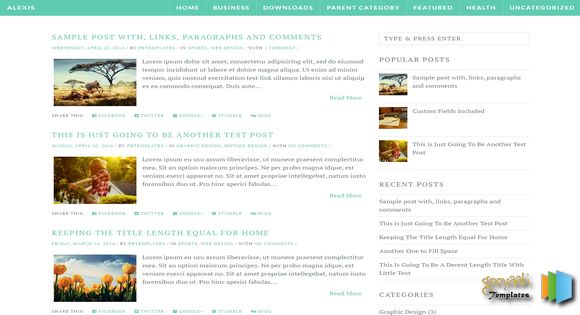 ALEXIS HOME BUSINESS DOWNLOADS PARENT CATEGORY FEATURED HEALTH UNCATEGORIZED
SAMPLE POST WITH, LINKS, PARAGRAPHS AND COMMENTS
WEDNESDAY, APRIL 23, 2014 / BY PBTEMPLATES / IN SPORTS, WEB DESIGN / WITH 1 COMMENT /
Lorem ipsum dolor sit amet, consectetur adipisicing elit, sed do eiusmod
tempor incididunt ut labore et dolore magna aliqua. Ut enim ad minim
veniam, quis nostrud exercitation text link ullamco laboris nisi ut aliquip
ex ea commodo consequat. Duis aute...
Read More
SHARE THIS: FACEBOOK TWITTER GOOGLE+ STUMBLE DIGG
THIS IS JUST GOING TO BE ANOTHER TEST POST
SUNDAY, APRIL 20, 2014 / BY PBTEMPLATES / IN GRAPHIC DESIGN, MOTION DESIGN / WITH NO COMMENTS /
Lorem ipsum eu usu assum liberavisse, ut munere praesent complectitur
mea. Sit an option maiorum principes. Ne per probo magna idque, est
veniam exerci appareat no. Sit at amet propriae intellegebat, natum iusto
forensibus duo ut. Pro hinc aperiri fabulas...
Read More
SHARE THIS: FACEBOOK TWITTER GOOGLE+ STUMBLE DIGG
KEEPING THE TITLE LENGTH EQUAL FOR HOME
FRIDAY, MARCH 14, 2014 / BY PBTEMPLATES / IN SPORTS, WEB DESIGN / WITH NO COMMENTS /
Lorem ipsum eu usu assum liberavisse, ut munere praesent complectitur
mea. Sit an option maiorum principes. Ne per probo magna idque, est
veniam exerci appareat no. Sit at amet propriae intellegebat, natum iusto
forensibus duo ut. Pro hinc aperiri fabulas...
Read More
SHARE THIS: FACEBOOK TWITTER GOOGLE+ STUMBLE DIGG
TYPE & PRESS ENTER
POPULAR POSTS
Sample post with, links, paragraphs
and comments
Custom Fields Included
This is Just Going To Be Another Test
Post
RECENT POSTS
Sample post with, links, paragraphs and
comments
This is Just Going To Be Another Test Post
Keeping The Title Length Equal For Home
Another One to Fill Space
This Is Going To Be A Decent Length Title With
Little Text
CATEGORIES
Graphic Design (3)
Templates